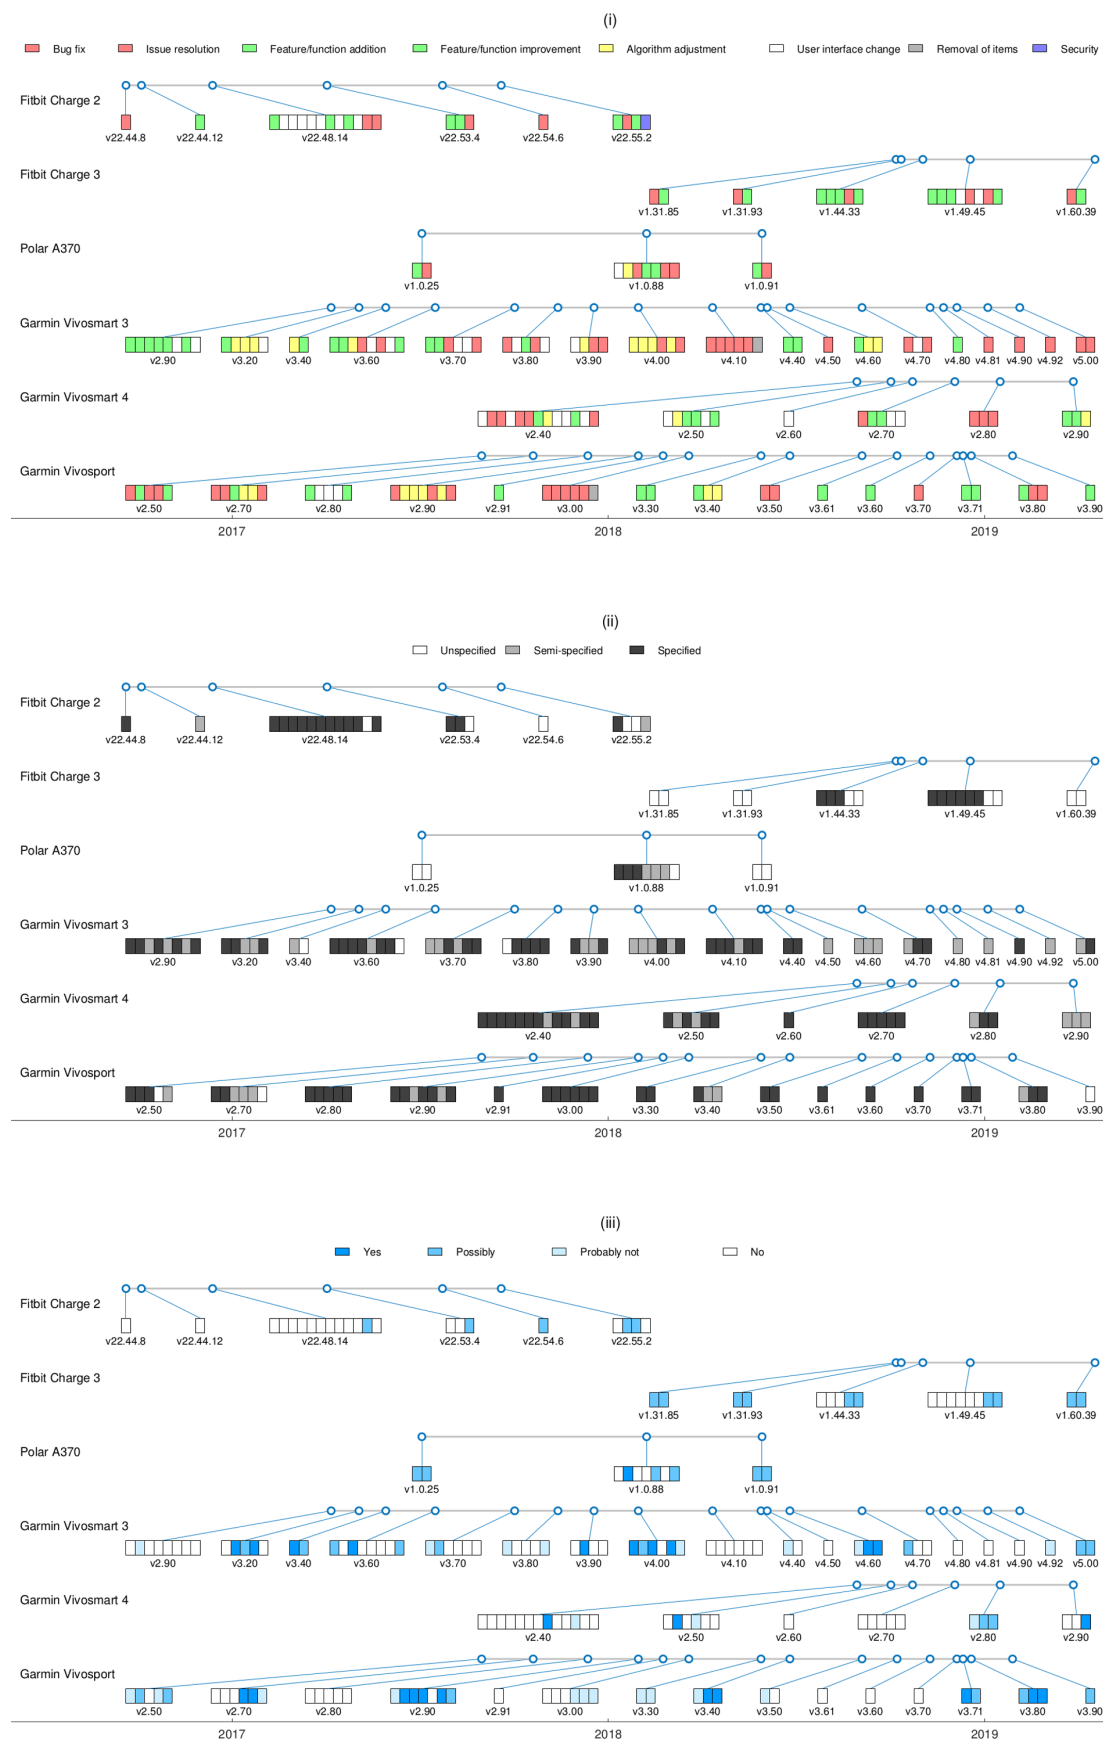 (i)
Bug fix Issue resolution Feature/function addition Feature/function improvement Algorithm adjustment User interface change Removal of items Security
Fitbit Charge 2
v22.44.8 v22.44.12 v22.48.14 v22.53.4 v22.54.6 v22.55.2
Fitbit Charge 3
v1.31.85 v1.31.93 v1.44.33 v1.49.45 v1.60.39
Polar A370
v1.0.25 v1.0.88 v1.0.91
Garmin Vivosmart 3
v2.90 v3.20 v3.40 v3.60 v3.70 v3.80 v3.90 v4.00 v4.10 v4.40 v4.50 v4.60 v4.70 v4.80 v4.81 v4.90 v4.92 v5.00
Garmin Vivosmart 4
v2.40 v2.50 v2.60 v2.70 v2.80 v2.90
Garmin Vivosport
v2.50 v2.70 v2.80 v2.90 v2.91 v3.00 v3.30 v3.40 v3.50 v3.61 v3.60 v3.70 v3.71 v3.80 v3.90
2017 2018 2019
(ii)
Unspecified Semi-specified Specified
Fitbit Charge 2
v22.44.8 v22.44.12 v22.48.14 v22.53.4 v22.54.6 v22.55.2
Fitbit Charge 3
v1.31.85 v1.31.93 v1.44.33 v1.49.45 v1.60.39
Polar A370
v1.0.25 v1.0.88 v1.0.91
Garmin Vivosmart 3
v2.90 v3.20 v3.40 v3.60 v3.70 v3.80 v3.90 v4.00 v4.10 v4.40 v4.50 v4.60 v4.70 v4.80 v4.81 v4.90 v4.92 v5.00
Garmin Vivosmart 4
v2.40 v2.50 v2.60 v2.70 v2.80 v2.90
Garmin Vivosport
v2.50 v2.70 v2.80 v2.90 v2.91 v3.00 v3.30 v3.40 v3.50 v3.61 v3.60 v3.70 v3.71 v3.80 v3.90
2017 2018 2019
(iii)
Yes Possibly Probably not No
Fitbit Charge 2
v22.44.8 v22.44.12 v22.48.14 v22.53.4 v22.54.6 v22.55.2
Fitbit Charge 3
v1.31.85 v1.31.93 v1.44.33 v1.49.45 v1.60.39
Polar A370
v1.0.25 v1.0.88 v1.0.91
Garmin Vivosmart 3
v2.90 v3.20 v3.40 v3.60 v3.70 v3.80 v3.90 v4.00 v4.10 v4.40 v4.50 v4.60 v4.70 v4.80 v4.81 v4.90 v4.92 v5.00
Garmin Vivosmart 4
v2.40 v2.50 v2.60 v2.70 v2.80 v2.90
Garmin Vivosport
v2.50 v2.70 v2.80 v2.90 v2.91 v3.00 v3.30 v3.40 v3.50 v3.61 v3.60 v3.70 v3.71 v3.80 v3.90
2017 2018 2019